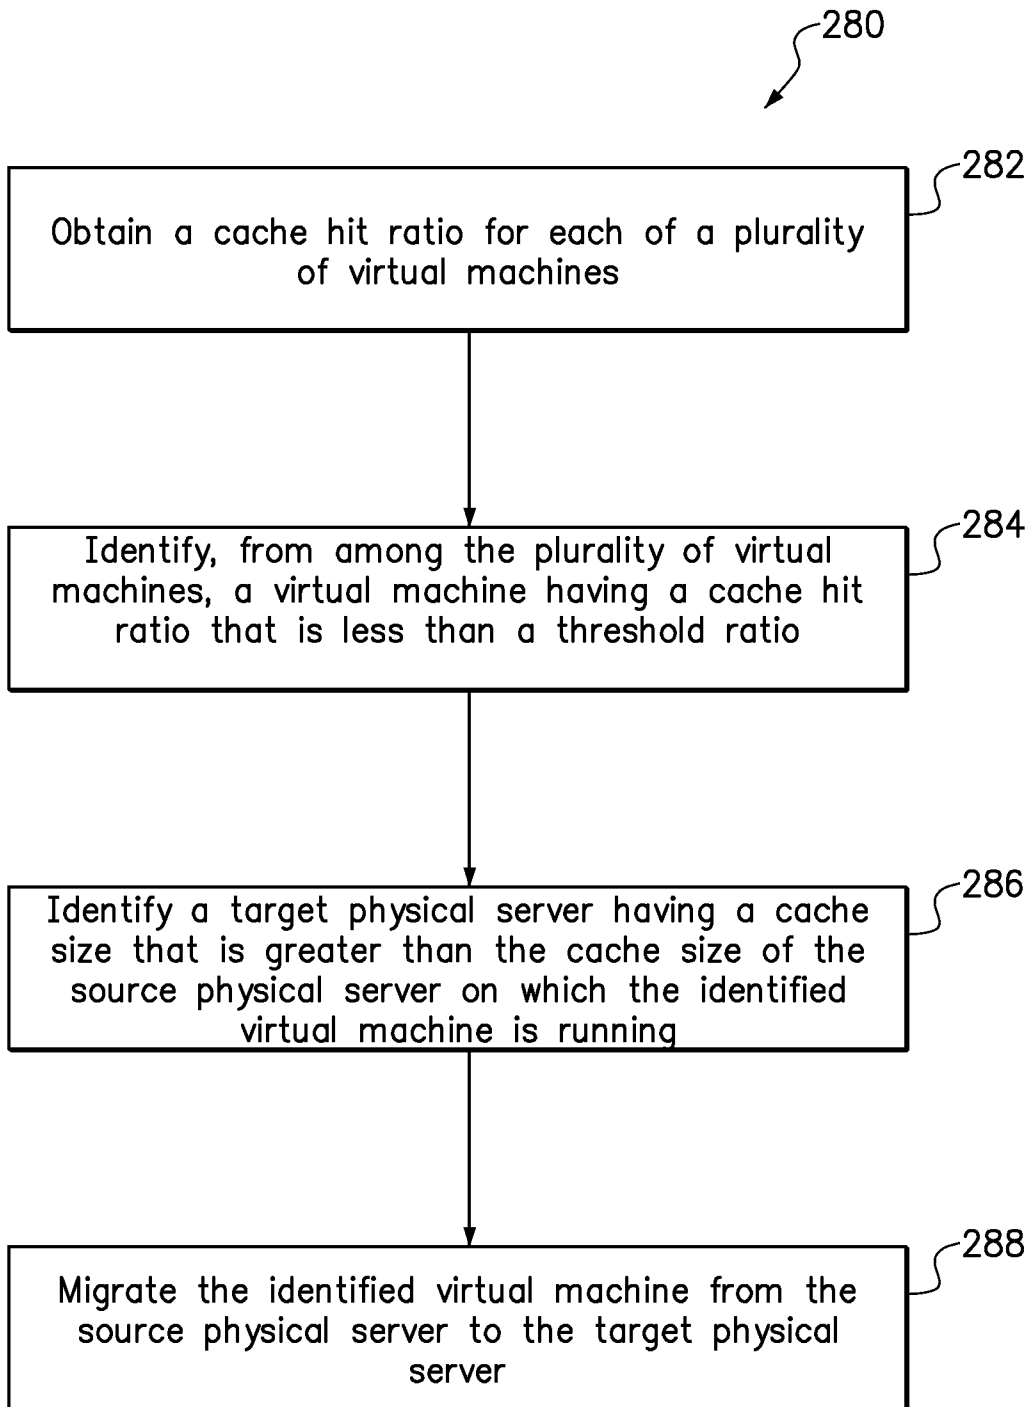 280
282
Obtain a cache hit ratio for each of a plurality
of virtual machines
284
Identify, from among the plurality of virtual
machines, a virtual machine having a cache hit
ratio that is less than a threshold ratio
286
Identify a target physical server having a cache
size that is greater than the cache size of the
source physical server on which the identified
virtual machine is running
288
Migrate the identified virtual machine from the
source physical server to the target physical
server